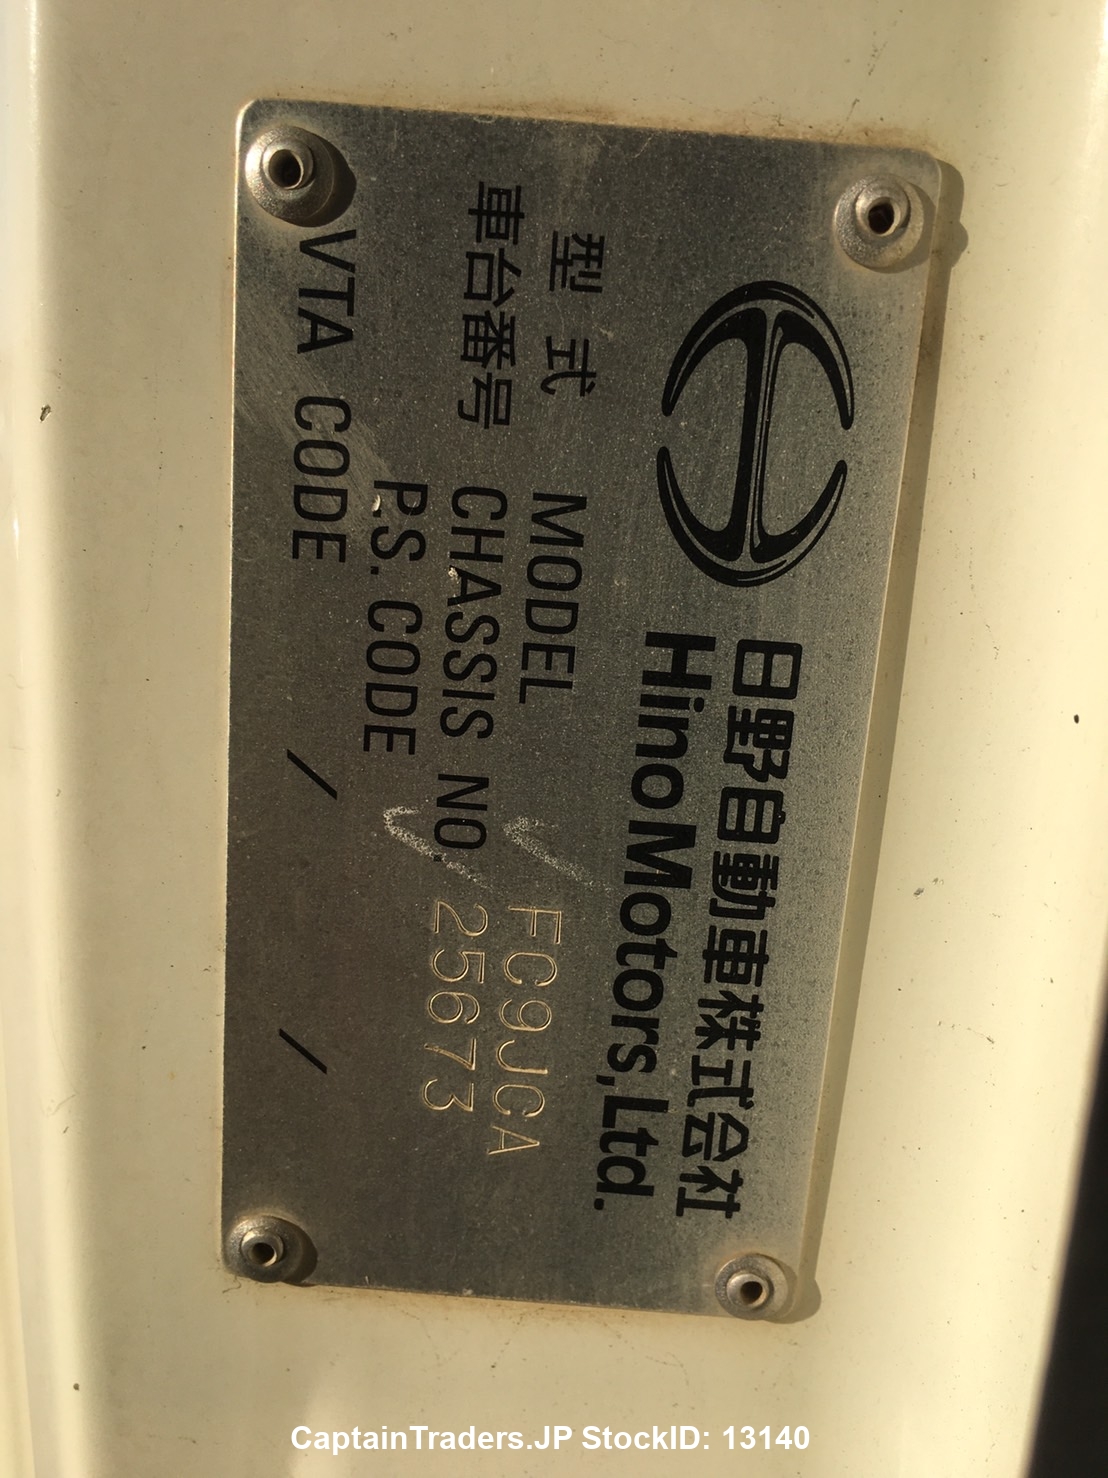 日野自動車株式会社
Hino Motors,Ltd.
型式 MODEL FC9JCA
車台番号 CHASSIS NO. 25673
P.S. CODE
VTA CODE / /
CaptainTraders.JP StockID: 13140